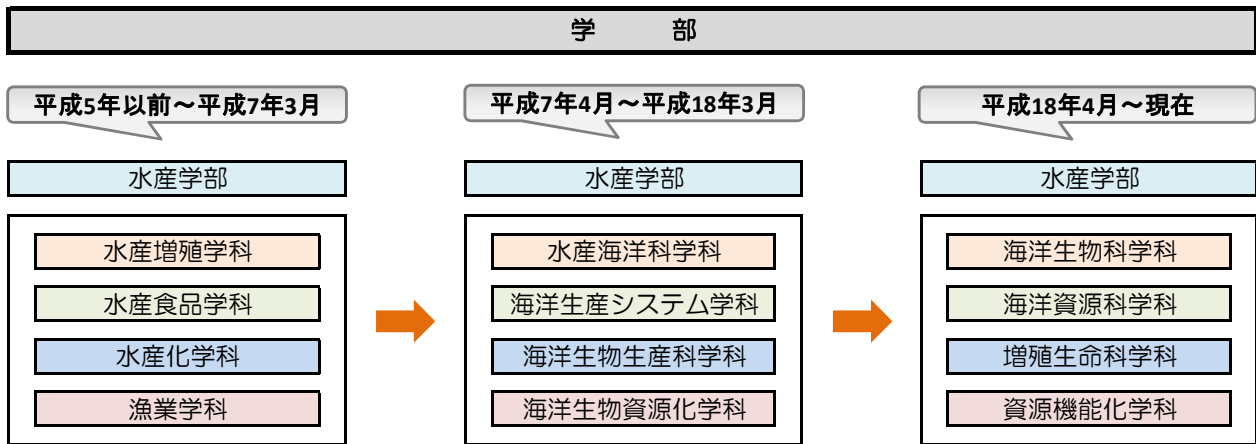 学　部
平成5年以前～平成7年3月
水産学部
水産増殖学科
水産食品学科
水産化学科
漁業学科
平成7年4月～平成18年3月
水産学部
水産海洋科学科
海洋生産システム学科
海洋生物生産科学科
海洋生物資源化学科
平成18年4月～現在
水産学部
海洋生物科学科
海洋資源科学科
増殖生命科学科
資源機能化学科